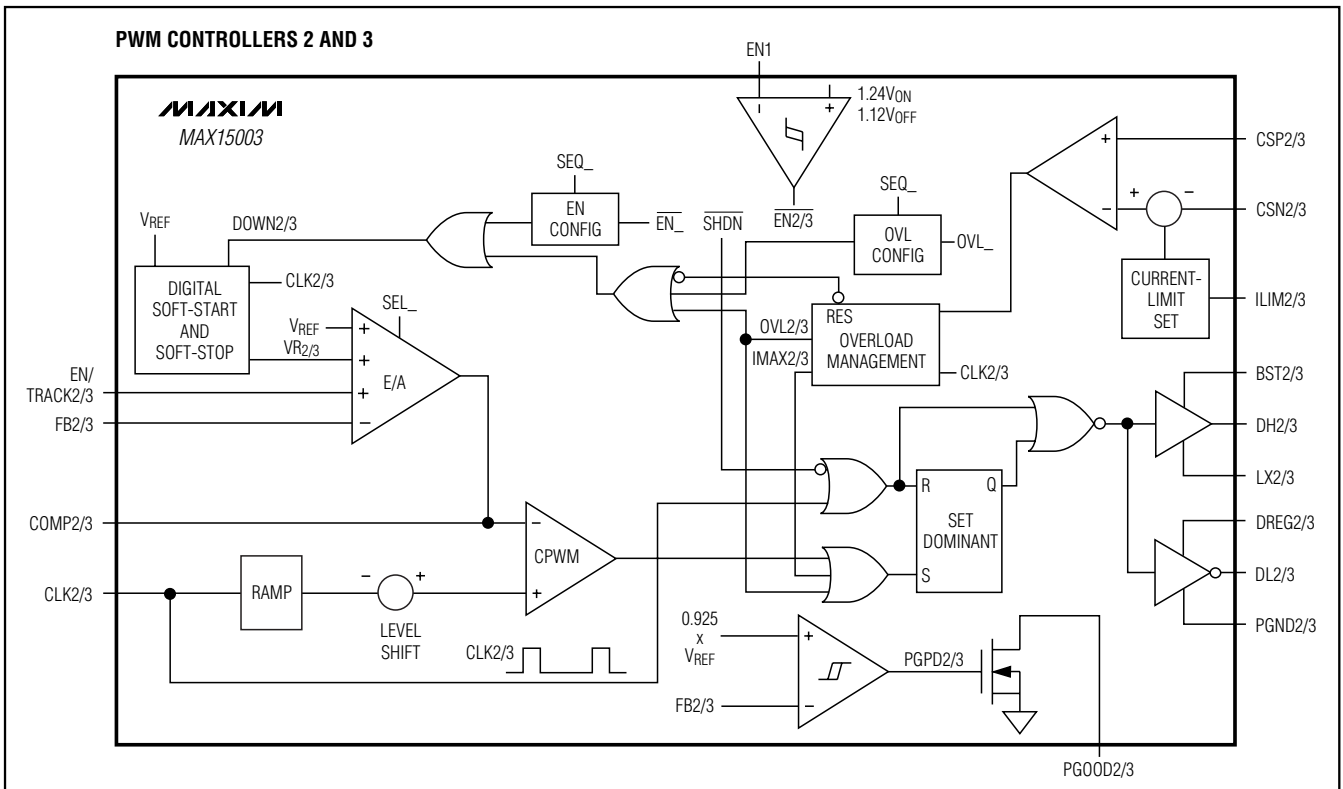 PWM CONTROLLERS 2 AND 3
EN1
MAXIM
MAX15003
−
+
1.24VON
1.12VOFF
CSP2/3
+
SEQ_
SEQ_
+
−
−
CSN2/3
VREF
DOWN2/3
EN
CONFIG
EN_
SHDN
EN2/3
OVL
CONFIG
OVL_
DIGITAL
SOFT-START
AND
SOFT-STOP
CLK2/3
CURRENT-
LIMIT
SET
ILIM2/3
SEL_
VREF
+
VR2/3
+
E/A
RES
OVL2/3
OVERLOAD
MANAGEMENT
IMAX2/3
CLK2/3
BST2/3
EN/
TRACK2/3
+
FB2/3
−
DH2/3
LX2/3
R
Q
SET
DOMINANT
S
COMP2/3
−
CPWM
+
DREG2/3
DL2/3
PGND2/3
CLK2/3
RAMP
−
+
LEVEL
SHIFT
CLK2/3
0.925
x
VREF
+
PGPD2/3
FB2/3
−
PGOOD2/3